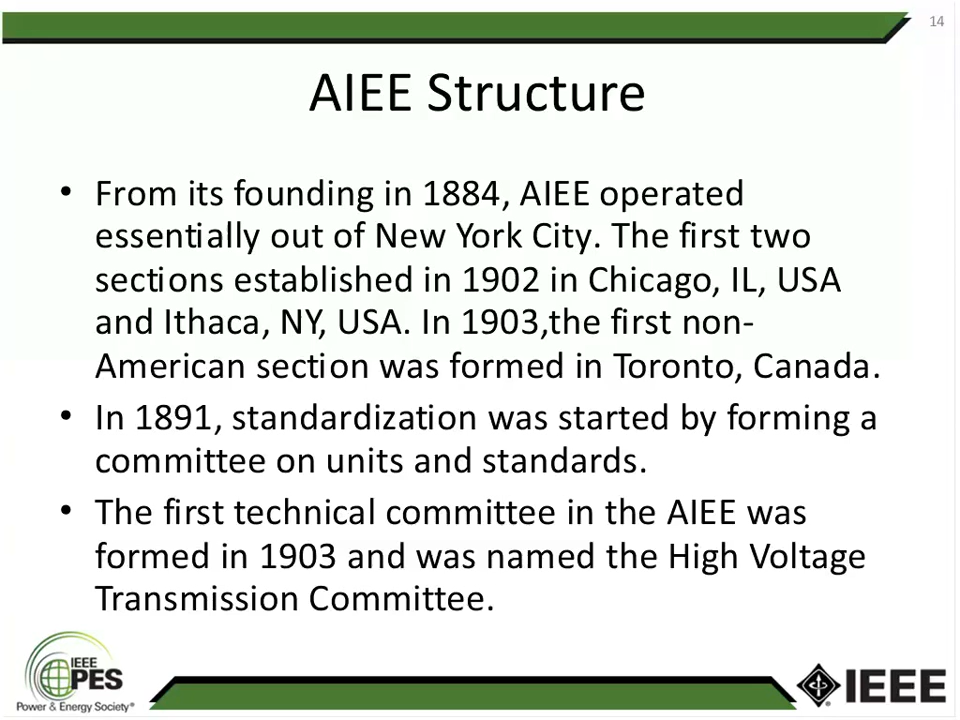 14
AIEE Structure
• From its founding in 1884, AIEE operated
essentially out of New York City. The first two
sections established in 1902 in Chicago, IL, USA
and Ithaca, NY, USA. In 1903,the first non-
American section was formed in Toronto, Canada.
• In 1891, standardization was started by forming a
committee on units and standards.
• The first technical committee in the AIEE was
formed in 1903 and was named the High Voltage
Transmission Committee.
IEEE
PES
Power & Energy Society®
IEEE